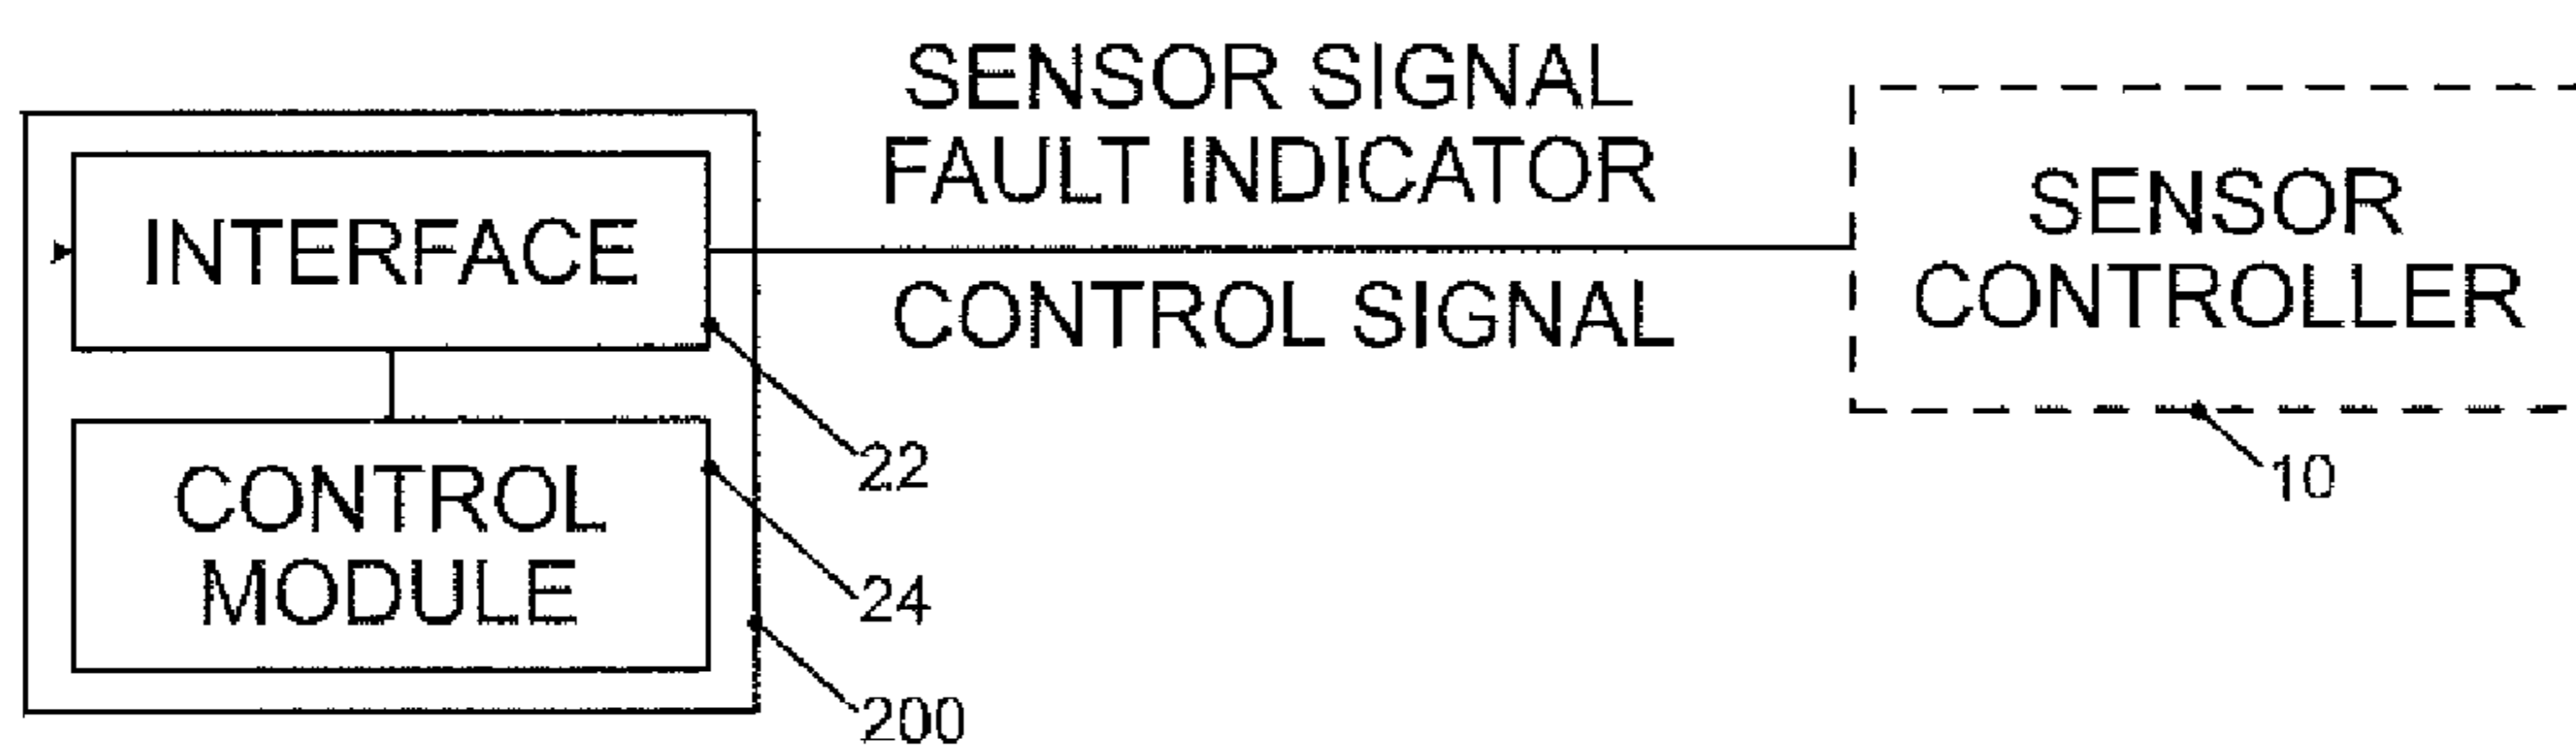 SENSOR SIGNAL
FAULT INDICATOR
CONTROL SIGNAL
INTERFACE
CONTROL
MODULE
SENSOR
CONTROLLER
22
24
200
10